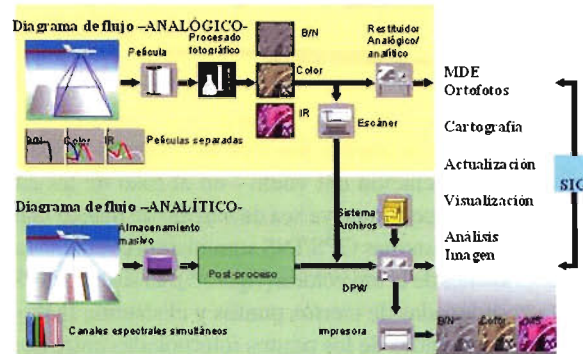 Diagrama de flujo –ANALÓGICO-
Película
Procesado
fotográfico
B/N
Color
IR
Restituidor
Analógico/
analítico
Escáner
B/N
Color
IR
Películas separadas
MDE
Ortofotos
Cartografía
Actualización
Visualización
Análisis
Imagen
SIG
Diagrama de flujo –ANALÍTICO-
Almacenamiento
masivo
Post-proceso
Sistema
Archivos
DPW
Impresora
Canales espectrales simultáneos
B/N
Color